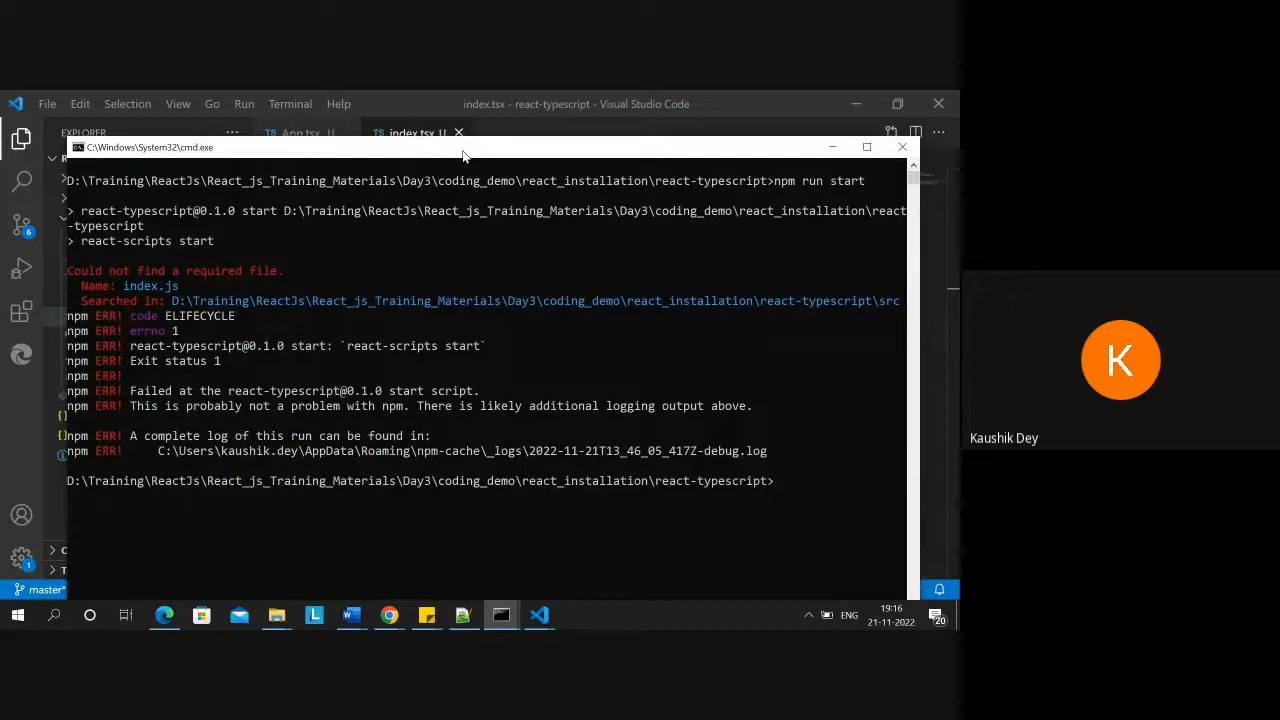 File Edit Selection View Go Run Terminal Help index.tsx - react-typescript - Visual Studio Code
EXPLORER ··· TS App.tsx U TS index.tsx U
C:\Windows\System32\cmd.exe
D:\Training\ReactJs\React_js_Training_Materials\Day3\coding_demo\react_installation\react-typescript>npm run start
> react-typescript@0.1.0 start D:\Training\ReactJs\React_js_Training_Materials\Day3\coding_demo\react_installation\react
-typescript
> react-scripts start
Could not find a required file.
Name: index.js
Searched in: D:\Training\ReactJs\React_js_Training_Materials\Day3\coding_demo\react_installation\react-typescript\src
npm ERR! code ELIFECYCLE
npm ERR! errno 1
npm ERR! react-typescript@0.1.0 start: `react-scripts start`
npm ERR! Exit status 1
npm ERR!
npm ERR! Failed at the react-typescript@0.1.0 start script.
npm ERR! This is probably not a problem with npm. There is likely additional logging output above.
npm ERR! A complete log of this run can be found in:
npm ERR!     C:\Users\kaushik.dey\AppData\Roaming\npm-cache\_logs\2022-11-21T13_46_05_417Z-debug.log
D:\Training\ReactJs\React_js_Training_Materials\Day3\coding_demo\react_installation\react-typescript>
6
1
master*
ENG
19:16
21-11-2022
20
K
Kaushik Dey